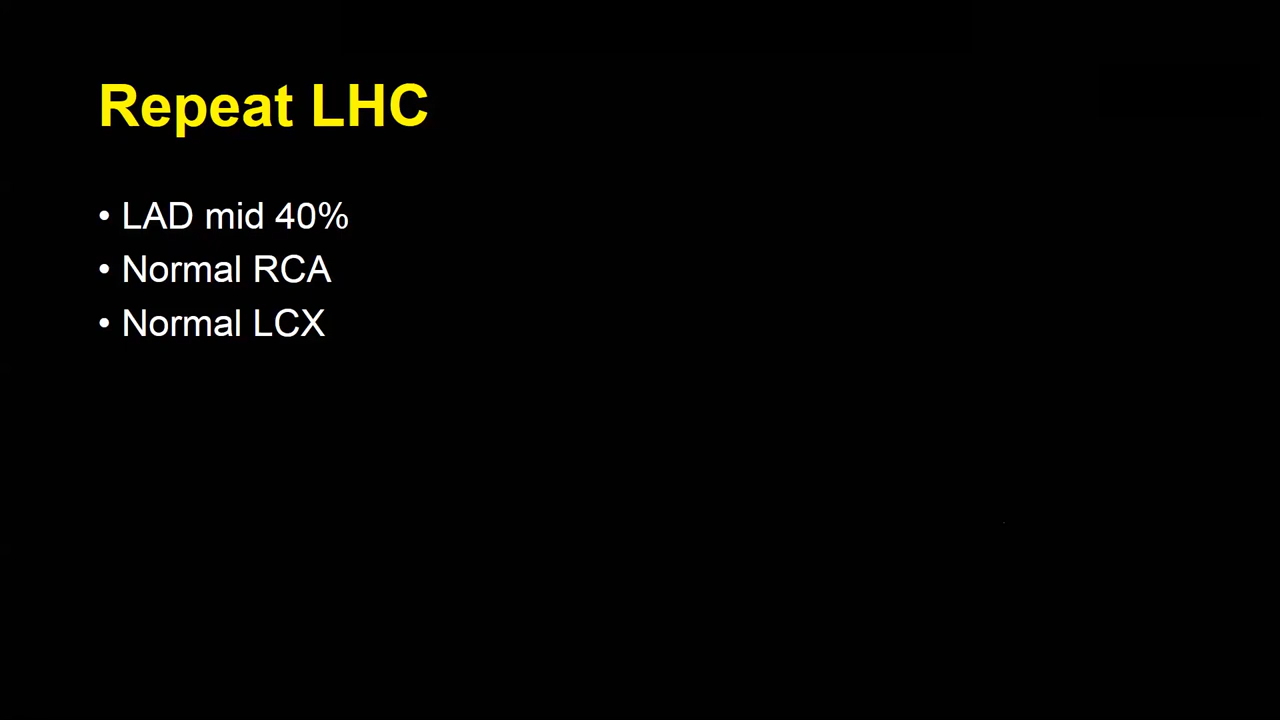 Repeat LHC
• LAD mid 40%
• Normal RCA
• Normal LCX